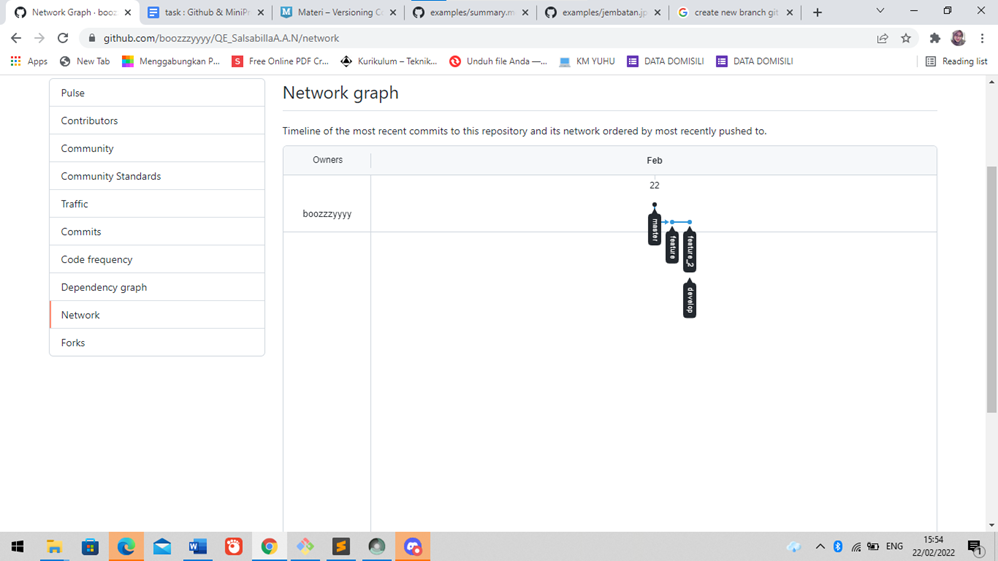 Network Graph · booz
task : Github & MiniPr
Materi – Versioning C
examples/summary.m
examples/jembatan.jp
create new branch git
github.com/boozzzyyyy/QE_SalsabillaA.A.N/network
Apps
New Tab
Menggabungkan P...
Free Online PDF Cr...
Kurikulum – Teknik...
Unduh file Anda —...
KM YUHU
DATA DOMISILI
DATA DOMISILI
Reading list
Pulse
Contributors
Community
Community Standards
Traffic
Commits
Code frequency
Dependency graph
Network
Forks
Network graph
Timeline of the most recent commits to this repository and its network ordered by most recently pushed to.
Owners
Feb
22
boozzzyyyy
master
feature
feature_2
develop
ENG
15:54
22/02/2022
1